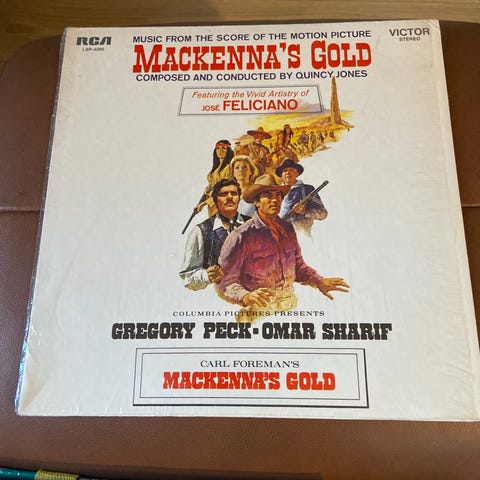 MUSIC FROM THE SCORE OF THE MOTION PICTURE
RCA
LSP-4096
VICTOR
STEREO
MACKENNA'S GOLD
COMPOSED AND CONDUCTED BY QUINCY JONES
Featuring the Vivid Artistry of
JOSÉ FELICIANO
COLUMBIA PICTURES PRESENTS
GREGORY PECK · OMAR SHARIF
CARL FOREMAN'S
MACKENNA'S GOLD